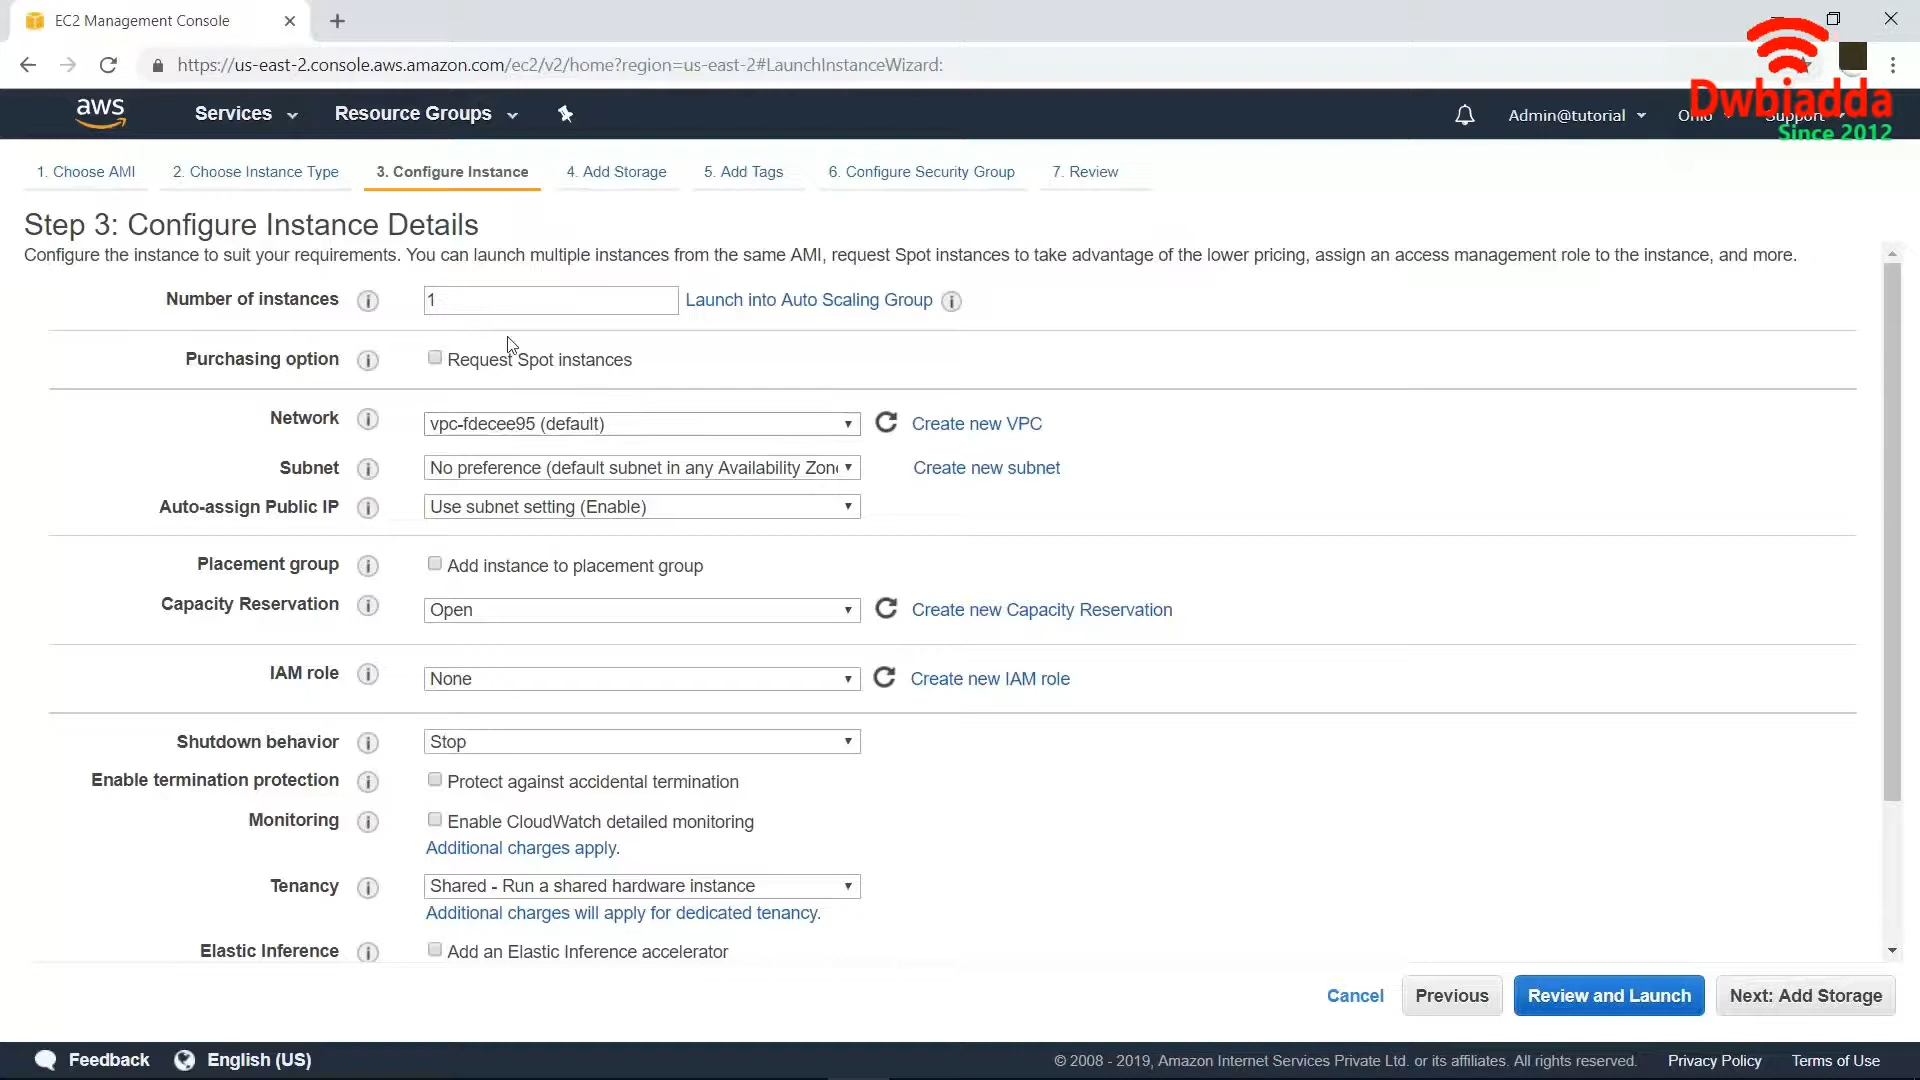 EC2 Management Console
https://us-east-2.console.aws.amazon.com/ec2/v2/home?region=us-east-2#LaunchInstanceWizard:
Dwbiadda
Since 2012
aws
Services
Resource Groups
Admin@tutorial
Ohio
Support
1. Choose AMI
2. Choose Instance Type
3. Configure Instance
4. Add Storage
5. Add Tags
6. Configure Security Group
7. Review
Step 3: Configure Instance Details
Configure the instance to suit your requirements. You can launch multiple instances from the same AMI, request Spot instances to take advantage of the lower pricing, assign an access management role to the instance, and more.
Number of instances
1
Launch into Auto Scaling Group
Purchasing option
Request Spot instances
Network
vpc-fdecee95 (default)
Create new VPC
Subnet
No preference (default subnet in any Availability Zon
Create new subnet
Auto-assign Public IP
Use subnet setting (Enable)
Placement group
Add instance to placement group
Capacity Reservation
Open
Create new Capacity Reservation
IAM role
None
Create new IAM role
Shutdown behavior
Stop
Enable termination protection
Protect against accidental termination
Monitoring
Enable CloudWatch detailed monitoring
Additional charges apply.
Tenancy
Shared - Run a shared hardware instance
Additional charges will apply for dedicated tenancy.
Elastic Inference
Add an Elastic Inference accelerator
Cancel
Previous
Review and Launch
Next: Add Storage
Feedback
English (US)
© 2008 - 2019, Amazon Internet Services Private Ltd. or its affiliates. All rights reserved.
Privacy Policy
Terms of Use